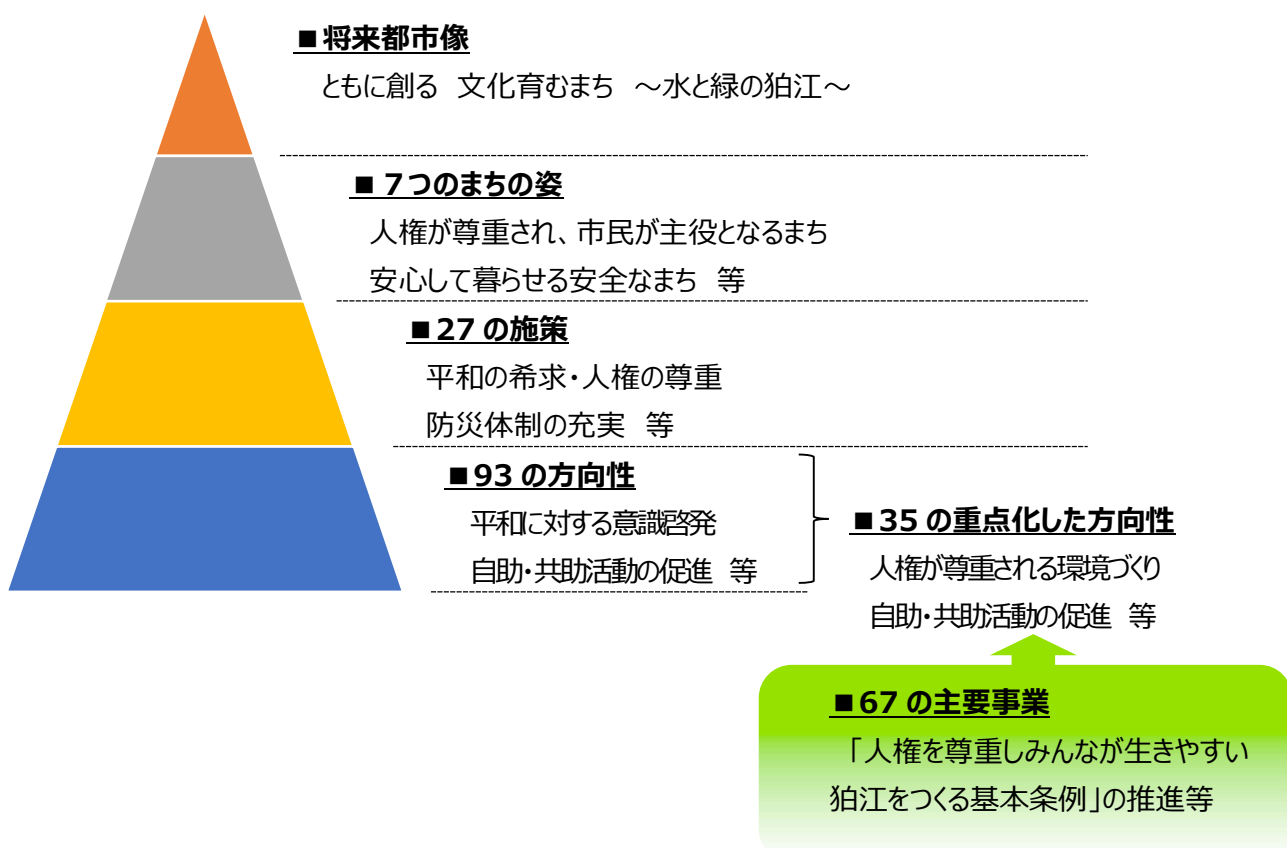 ■将来都市像
ともに創る 文化育むまち ～水と緑の狛江～
■7つのまちの姿
人権が尊重され、市民が主役となるまち
安心して暮らせる安全なまち 等
■27の施策
平和の希求・人権の尊重
防災体制の充実 等
■93の方向性
平和に対する意識啓発
自助・共助活動の促進 等
■35の重点化した方向性
人権が尊重される環境づくり
自助・共助活動の促進 等
■67の主要事業
「人権を尊重しみんなが生きやすい
狛江をつくる基本条例」の推進等